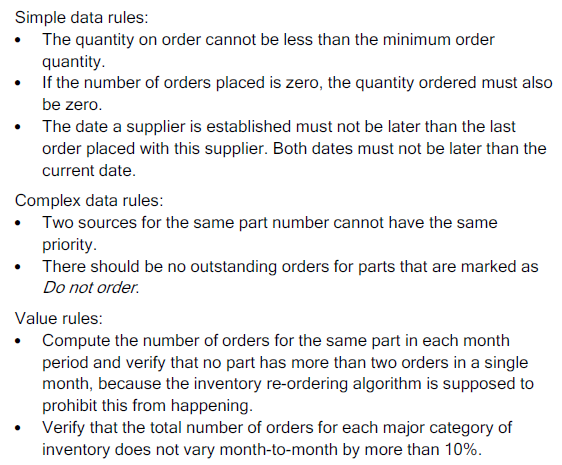 Simple data rules:
• The quantity on order cannot be less than the minimum order
quantity.
• If the number of orders placed is zero, the quantity ordered must also
be zero.
• The date a supplier is established must not be later than the last
order placed with this supplier. Both dates must not be later than the
current date.
Complex data rules:
• Two sources for the same part number cannot have the same
priority.
• There should be no outstanding orders for parts that are marked as
Do not order.
Value rules:
• Compute the number of orders for the same part in each month
period and verify that no part has more than two orders in a single
month, because the inventory re-ordering algorithm is supposed to
prohibit this from happening.
• Verify that the total number of orders for each major category of
inventory does not vary month-to-month by more than 10%.